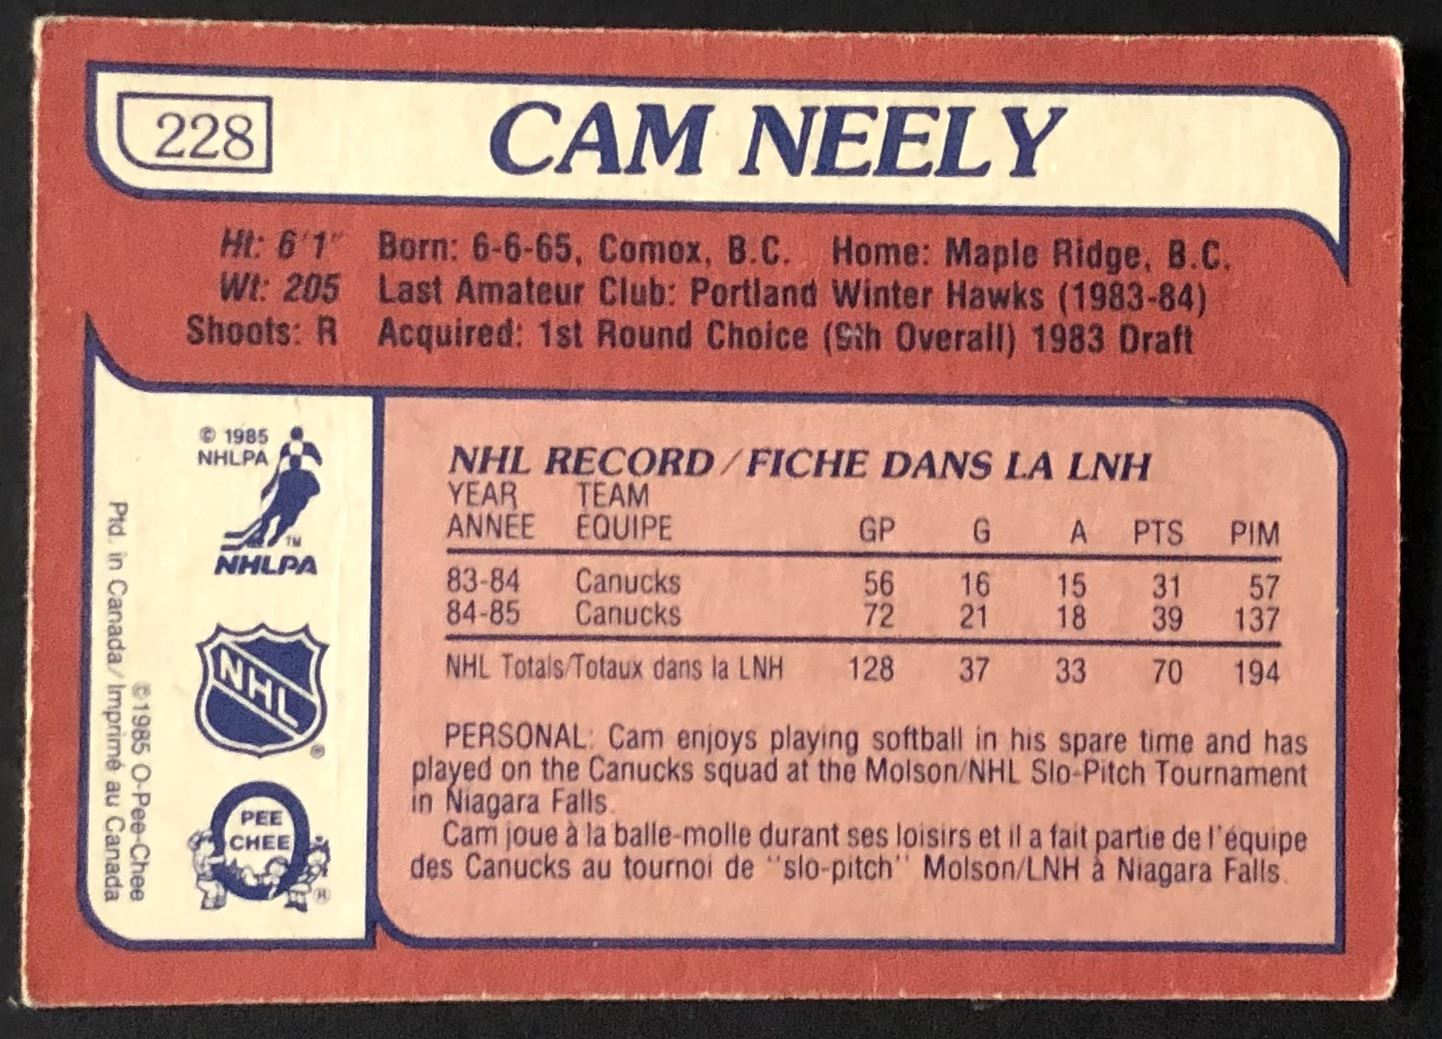 228
CAM NEELY
Ht: 6'1" Born: 6-6-65, Comox, B.C. Home: Maple Ridge, B.C.
Wt: 205 Last Amateur Club: Portland Winter Hawks (1983-84)
Shoots: R Acquired: 1st Round Choice (9th Overall) 1983 Draft
© 1985
NHLPA
TM
NHLPA
NHL
®
PEE
CHEE
®
©1985 O-Pee-Chee
Ptd. in Canada/Imprimé au Canada
NHL RECORD/FICHE DANS LA LNH
YEAR TEAM
ANNÉE ÉQUIPE GP G A PTS PIM
83-84 Canucks 56 16 15 31 57
84-85 Canucks 72 21 18 39 137
NHL Totals/Totaux dans la LNH 128 37 33 70 194
PERSONAL: Cam enjoys playing softball in his spare time and has
played on the Canucks squad at the Molson/NHL Slo-Pitch Tournament
in Niagara Falls.
Cam joue à la balle-molle durant ses loisirs et il a fait partie de l'équipe
des Canucks au tournoi de "slo-pitch" Molson/LNH à Niagara Falls.